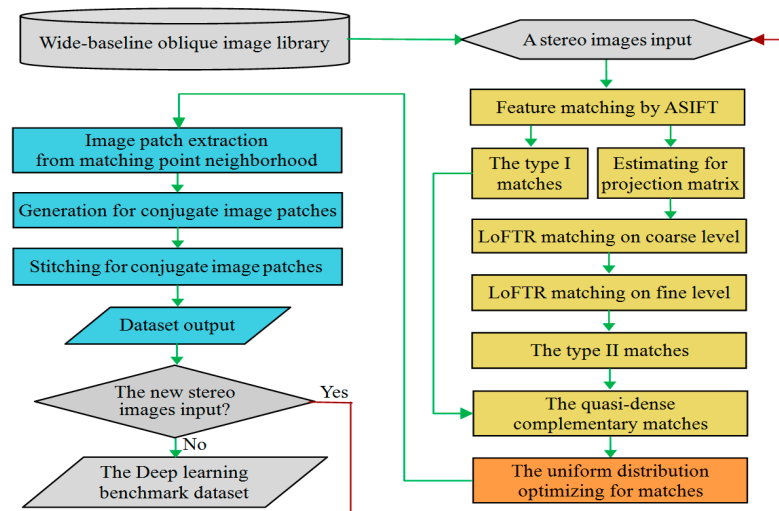 Wide-baseline oblique image library
A stereo images input
Feature matching by ASIFT
The type I
matches
Estimating for
projection matrix
LoFTR matching on coarse level
LoFTR matching on fine level
The type II matches
The quasi-dense
complementary matches
The uniform distribution
optimizing for matches
Image patch extraction
from matching point neighborhood
Generation for conjugate image patches
Stitching for conjugate image patches
Dataset output
The new stereo
images input?
Yes
No
The Deep learning
benchmark dataset